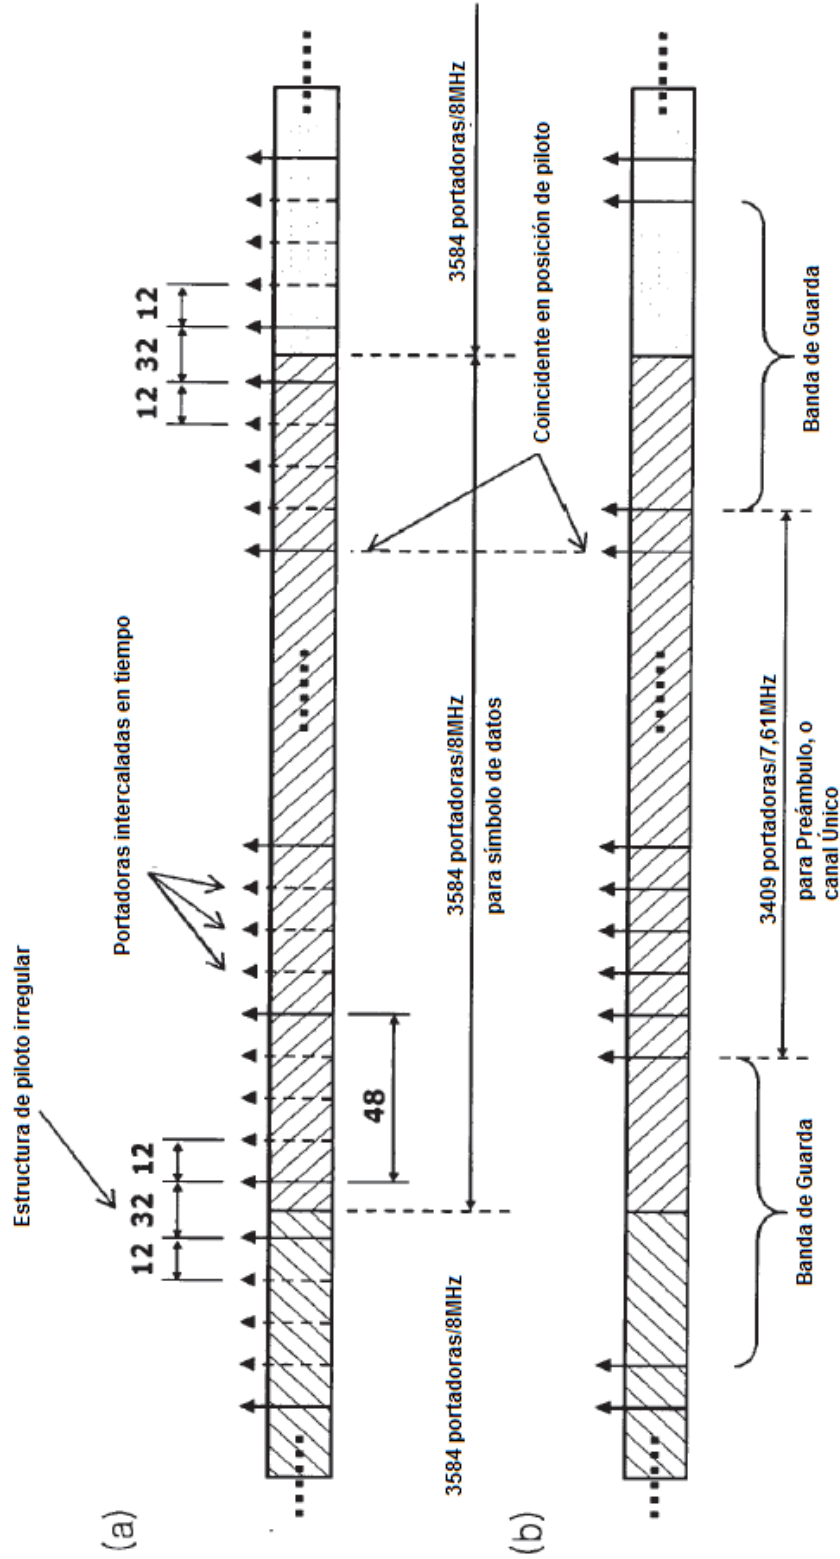 (a)
Estructura de piloto irregular
Portadoras intercaladas en tiempo
12 32 12
12 32 12
48
3584 portadoras/8MHz
3584 portadoras/8MHz
para símbolo de datos
3584 portadoras/8MHz
Coincidente en posición de piloto
(b)
Banda de Guarda
3409 portadoras/7,61MHz
para Preámbulo, o
canal Único
Banda de Guarda